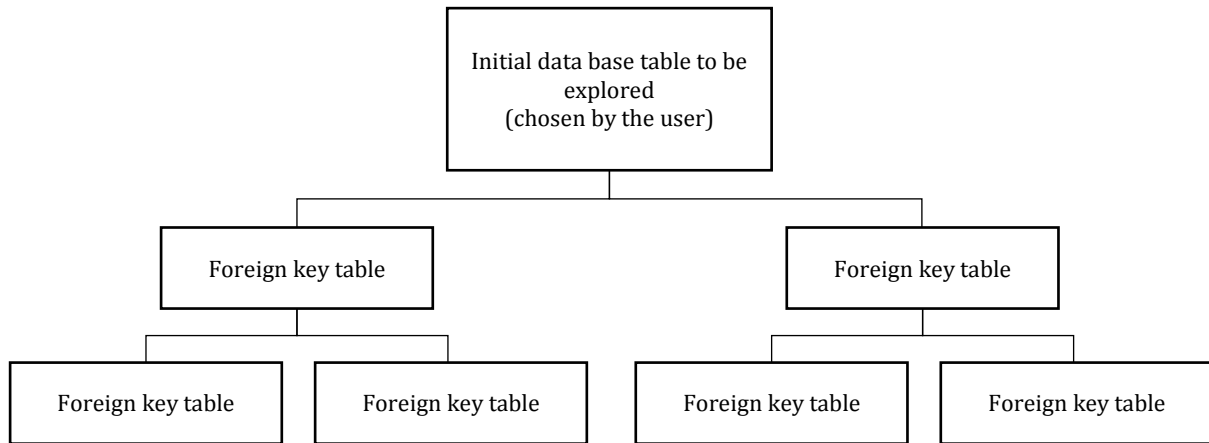 Initial data base table to be
explored
(chosen by the user)
Foreign key table
Foreign key table
Foreign key table
Foreign key table
Foreign key table
Foreign key table